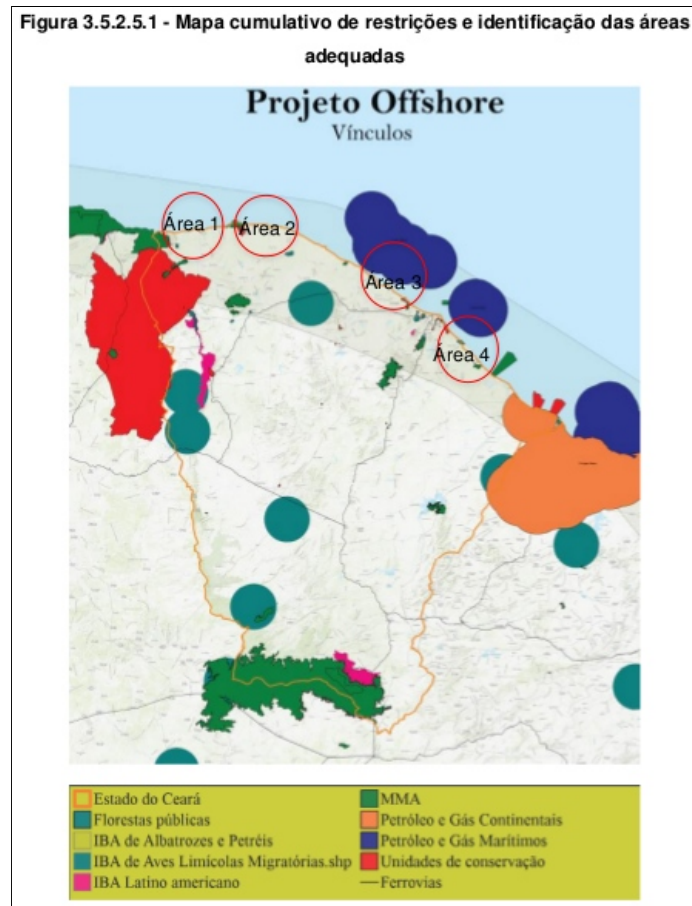 Figura 3.5.2.5.1 - Mapa cumulativo de restrições e identificação das áreas
adequadas
Projeto Offshore
Vínculos
Área 1
Área 2
Área 3
Área 4
Estado do Ceará
Florestas públicas
IBA de Albatrozes e Petréis
IBA de Aves Limícolas Migratórias.shp
IBA Latino americano
MMA
Petróleo e Gás Continentais
Petróleo e Gás Marítimos
Unidades de conservação
Ferrovias